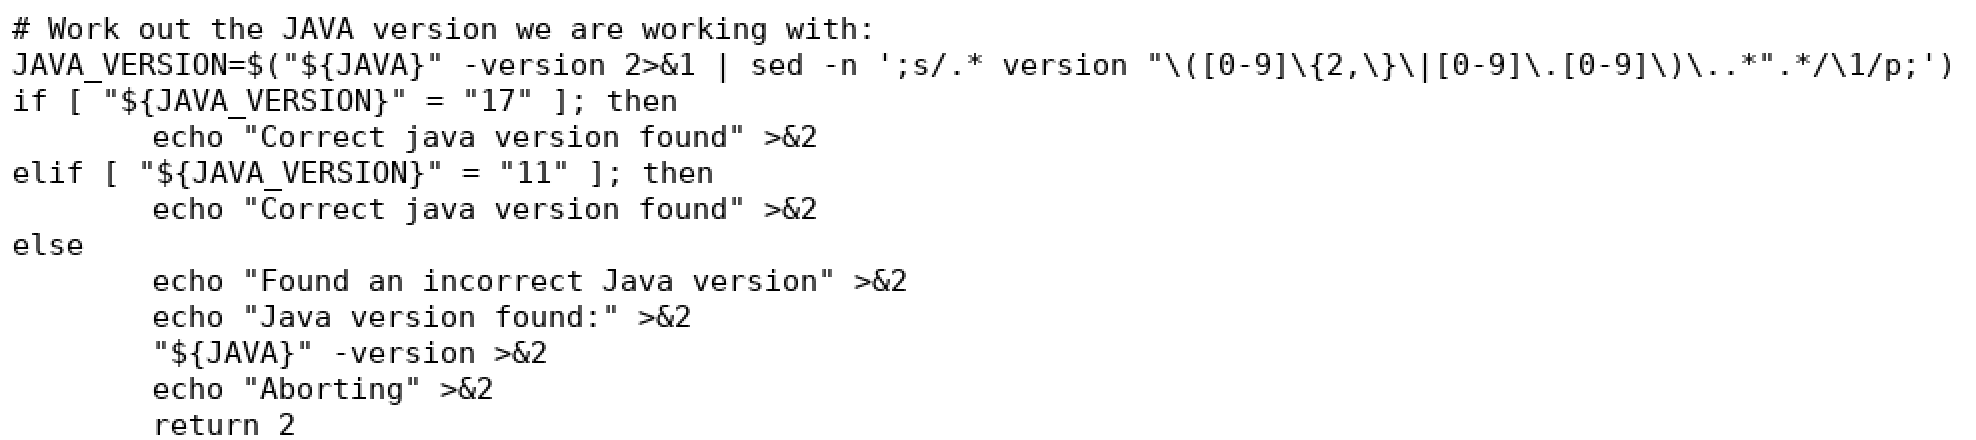 # Work out the JAVA version we are working with:
JAVA_VERSION=$("${JAVA}" -version 2>&1 | sed -n ';s/.* version "\([0-9]\{2,\}\|[0-9]\.[0-9]\)\..*".*/\1/p;')
if [ "${JAVA_VERSION}" = "17" ]; then
        echo "Correct java version found" >&2
elif [ "${JAVA_VERSION}" = "11" ]; then
        echo "Correct java version found" >&2
else
        echo "Found an incorrect Java version" >&2
        echo "Java version found:" >&2
        "${JAVA}" -version >&2
        echo "Aborting" >&2
        return 2